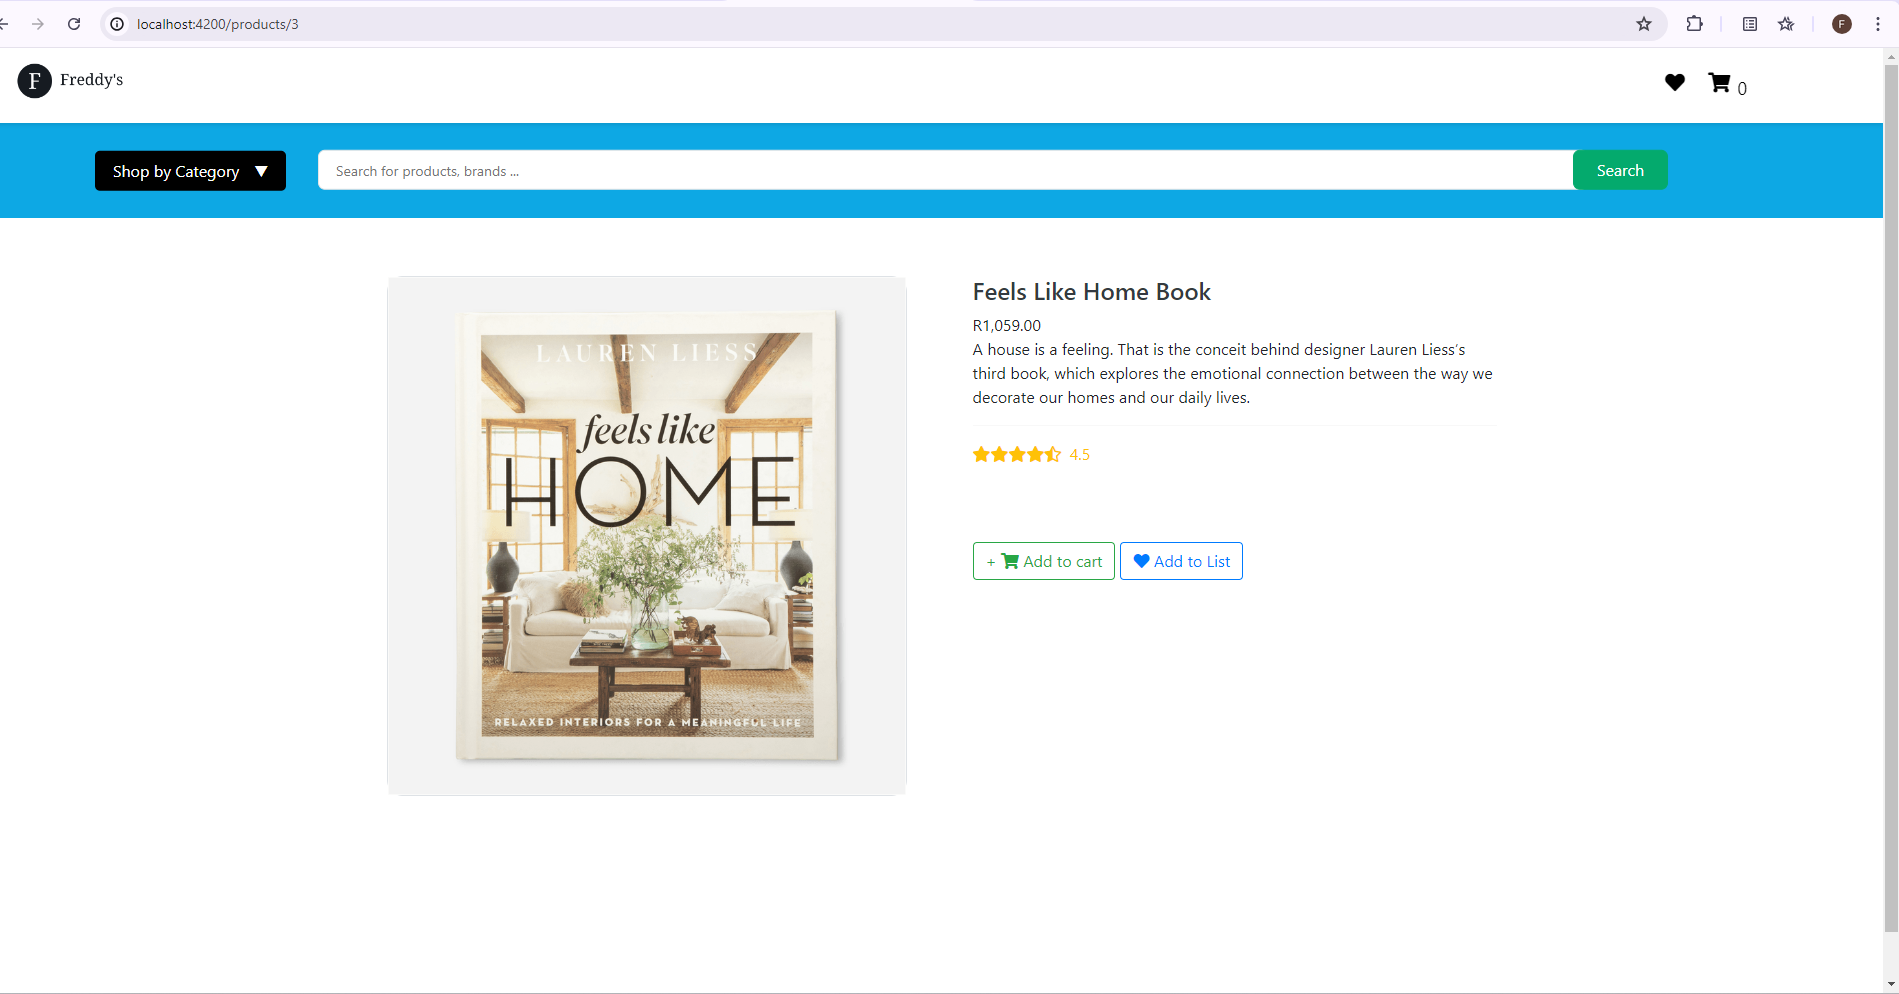 localhost:4200/products/3
F
F Freddy's
0
Shop by Category ▼
Search for products, brands ...
Search
LAUREN LIESS
feels like
HOME
RELAXED INTERIORS FOR A MEANINGFUL LIFE
Feels Like Home Book
R1,059.00
A house is a feeling. That is the conceit behind designer Lauren Liess’s
third book, which explores the emotional connection between the way we
decorate our homes and our daily lives.
4.5
+ Add to cart
Add to List